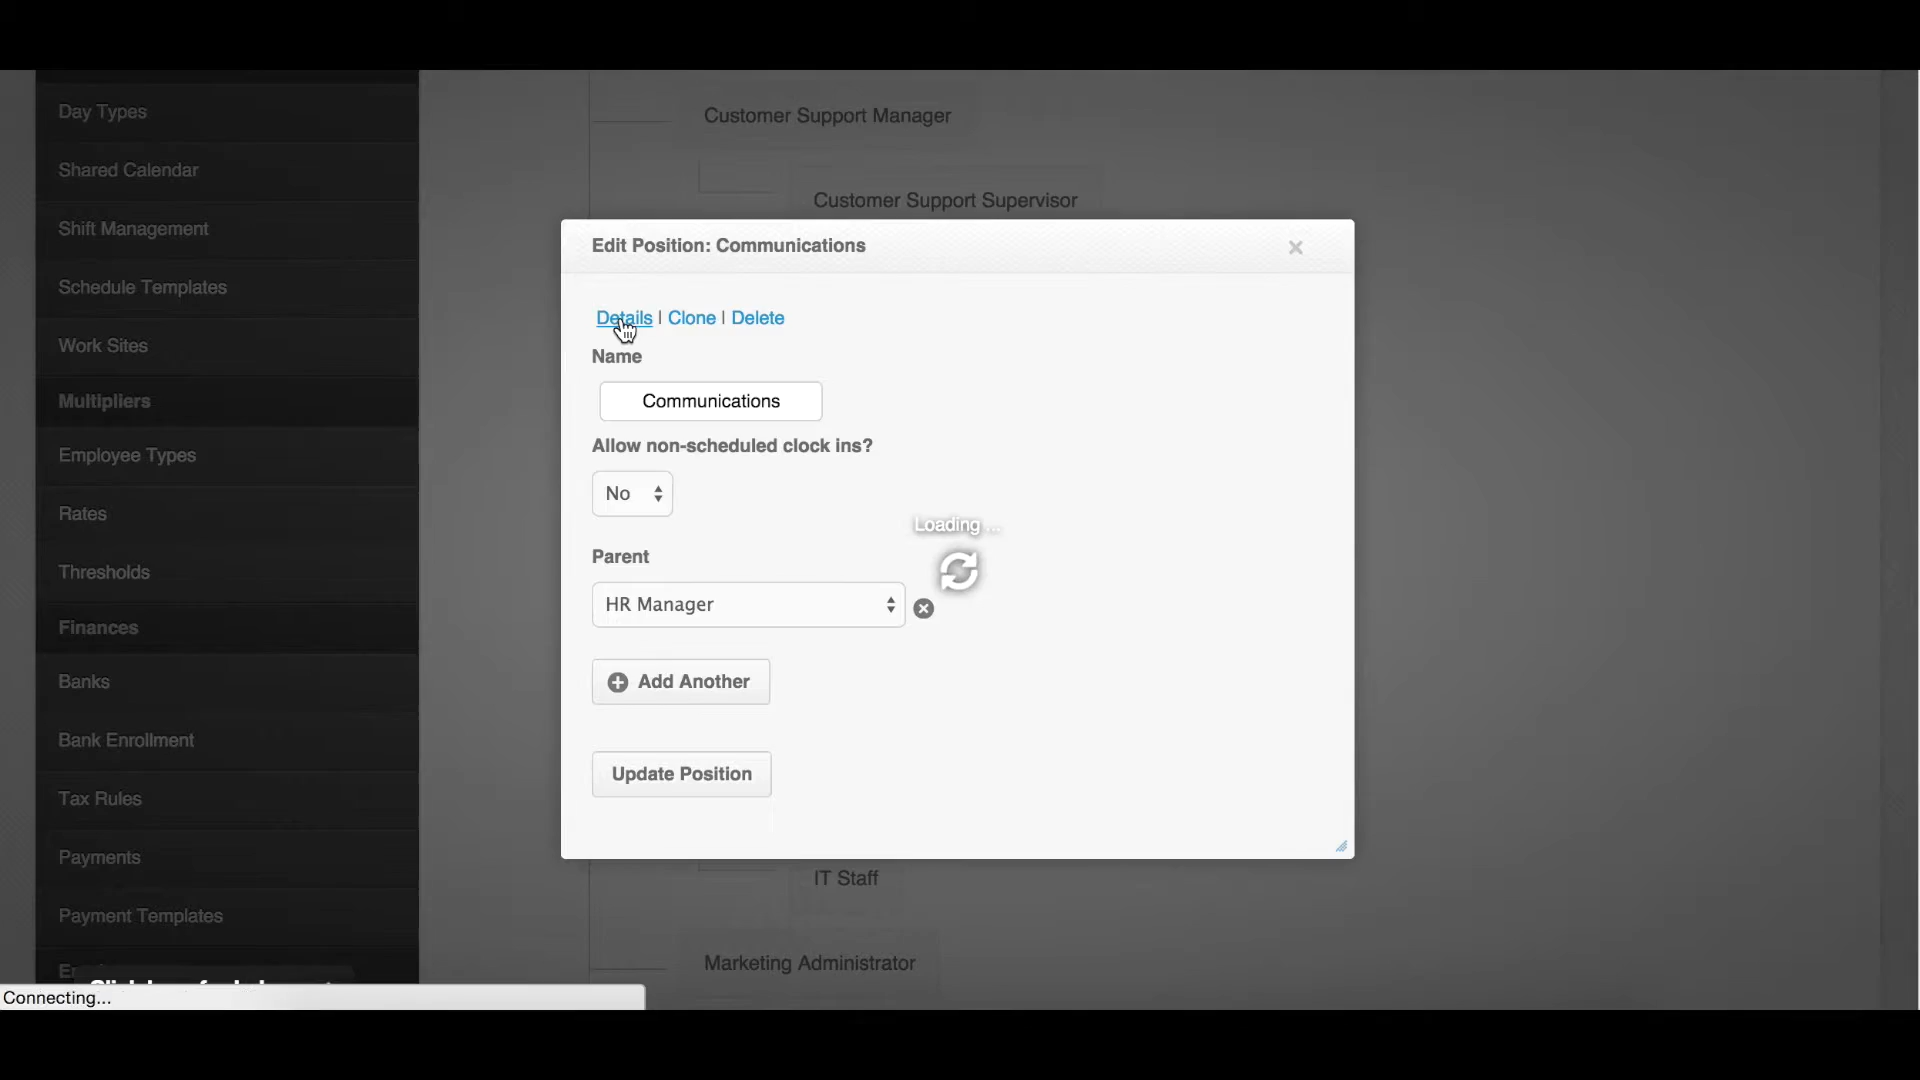 Day Types
Shared Calendar
Shift Management
Schedule Templates
Work Sites
Multipliers
Employee Types
Rates
Thresholds
Finances
Banks
Bank Enrollment
Tax Rules
Payments
Payment Templates
Connecting...
Customer Support Manager
Customer Support Supervisor
Edit Position: Communications
Details | Clone | Delete
Name
Communications
Allow non-scheduled clock ins?
No
Loading ...
Parent
HR Manager
Add Another
Update Position
IT Staff
Marketing Administrator